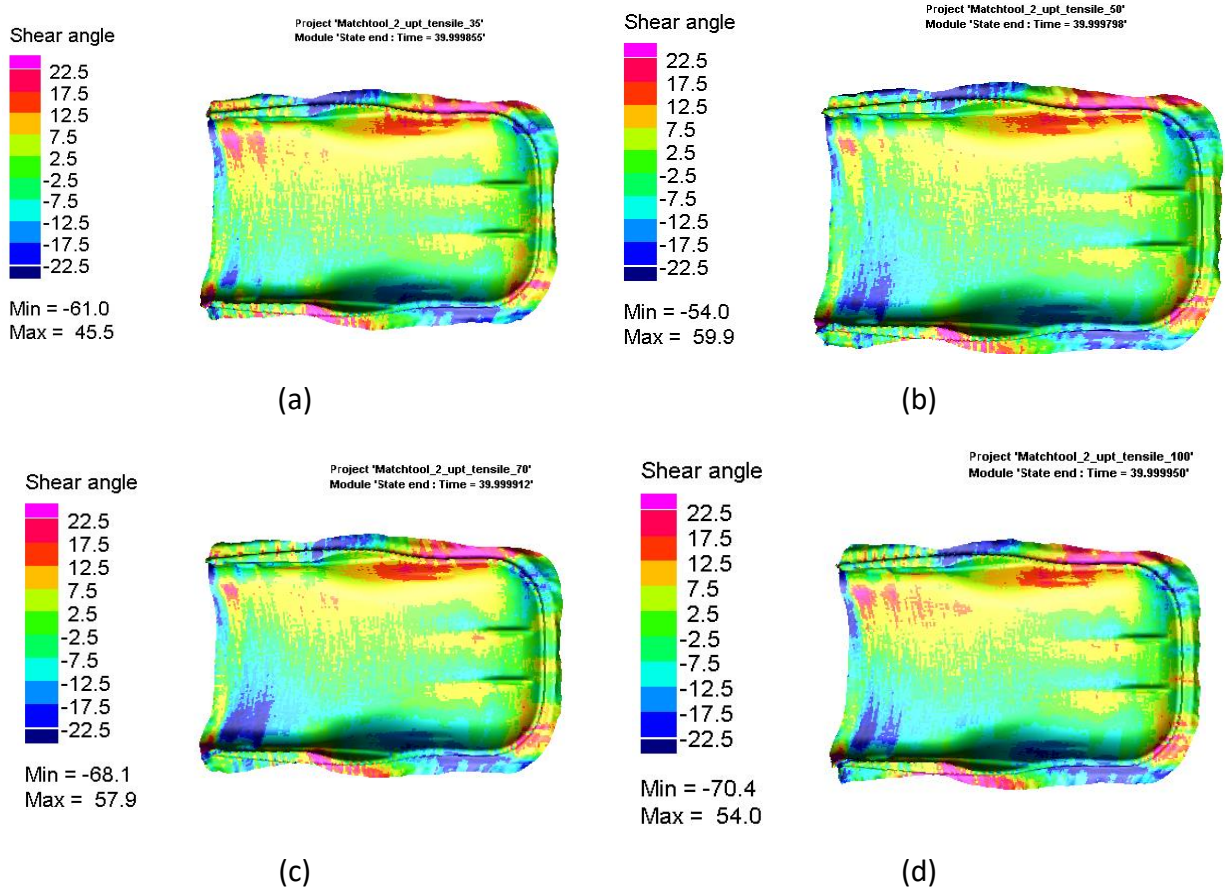 Project 'Matchtool_2_upt_tensile_35'
Module 'State end : Time = 39.999855'
Shear angle
22.5
17.5
12.5
7.5
2.5
-2.5
-7.5
-12.5
-17.5
-22.5
Min = -61.0
Max = 45.5
(a)
Project 'Matchtool_2_upt_tensile_50'
Module 'State end : Time = 39.999798'
Shear angle
22.5
17.5
12.5
7.5
2.5
-2.5
-7.5
-12.5
-17.5
-22.5
Min = -54.0
Max = 59.9
(b)
Project 'Matchtool_2_upt_tensile_70'
Module 'State end : Time = 39.999912'
Shear angle
22.5
17.5
12.5
7.5
2.5
-2.5
-7.5
-12.5
-17.5
-22.5
Min = -68.1
Max = 57.9
(c)
Project 'Matchtool_2_upt_tensile_100'
Module 'State end : Time = 39.999950'
Shear angle
22.5
17.5
12.5
7.5
2.5
-2.5
-7.5
-12.5
-17.5
-22.5
Min = -70.4
Max = 54.0
(d)